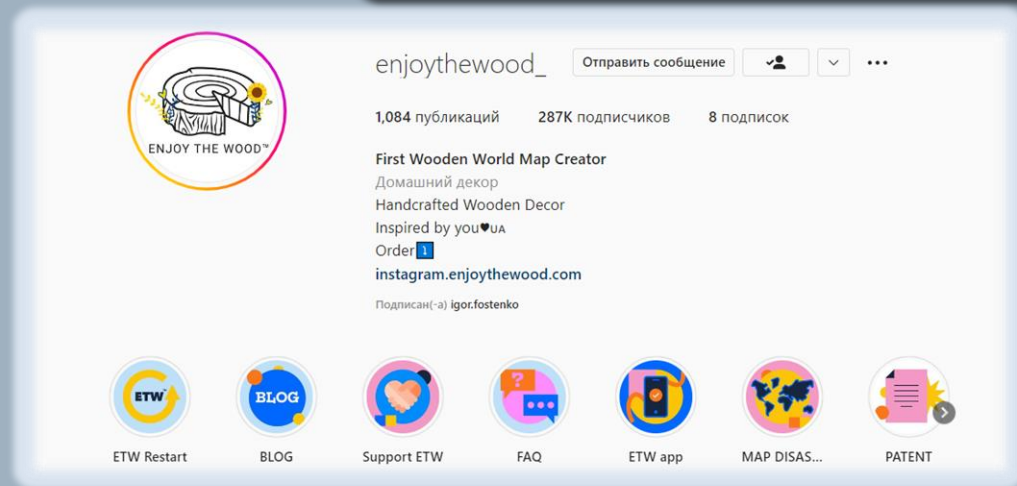 enjoythewood_ Отправить сообщение
1,084 публикаций 287K подписчиков 8 подписок
ENJOY THE WOOD™
First Wooden World Map Creator
Домашний декор
Handcrafted Wooden Decor
Inspired by you♥UA
Order⤵
instagram.enjoythewood.com
Подписан(-а) igor.fostenko
ETW
BLOG
?
ETW Restart BLOG Support ETW FAQ ETW app MAP DISAS... PATENT